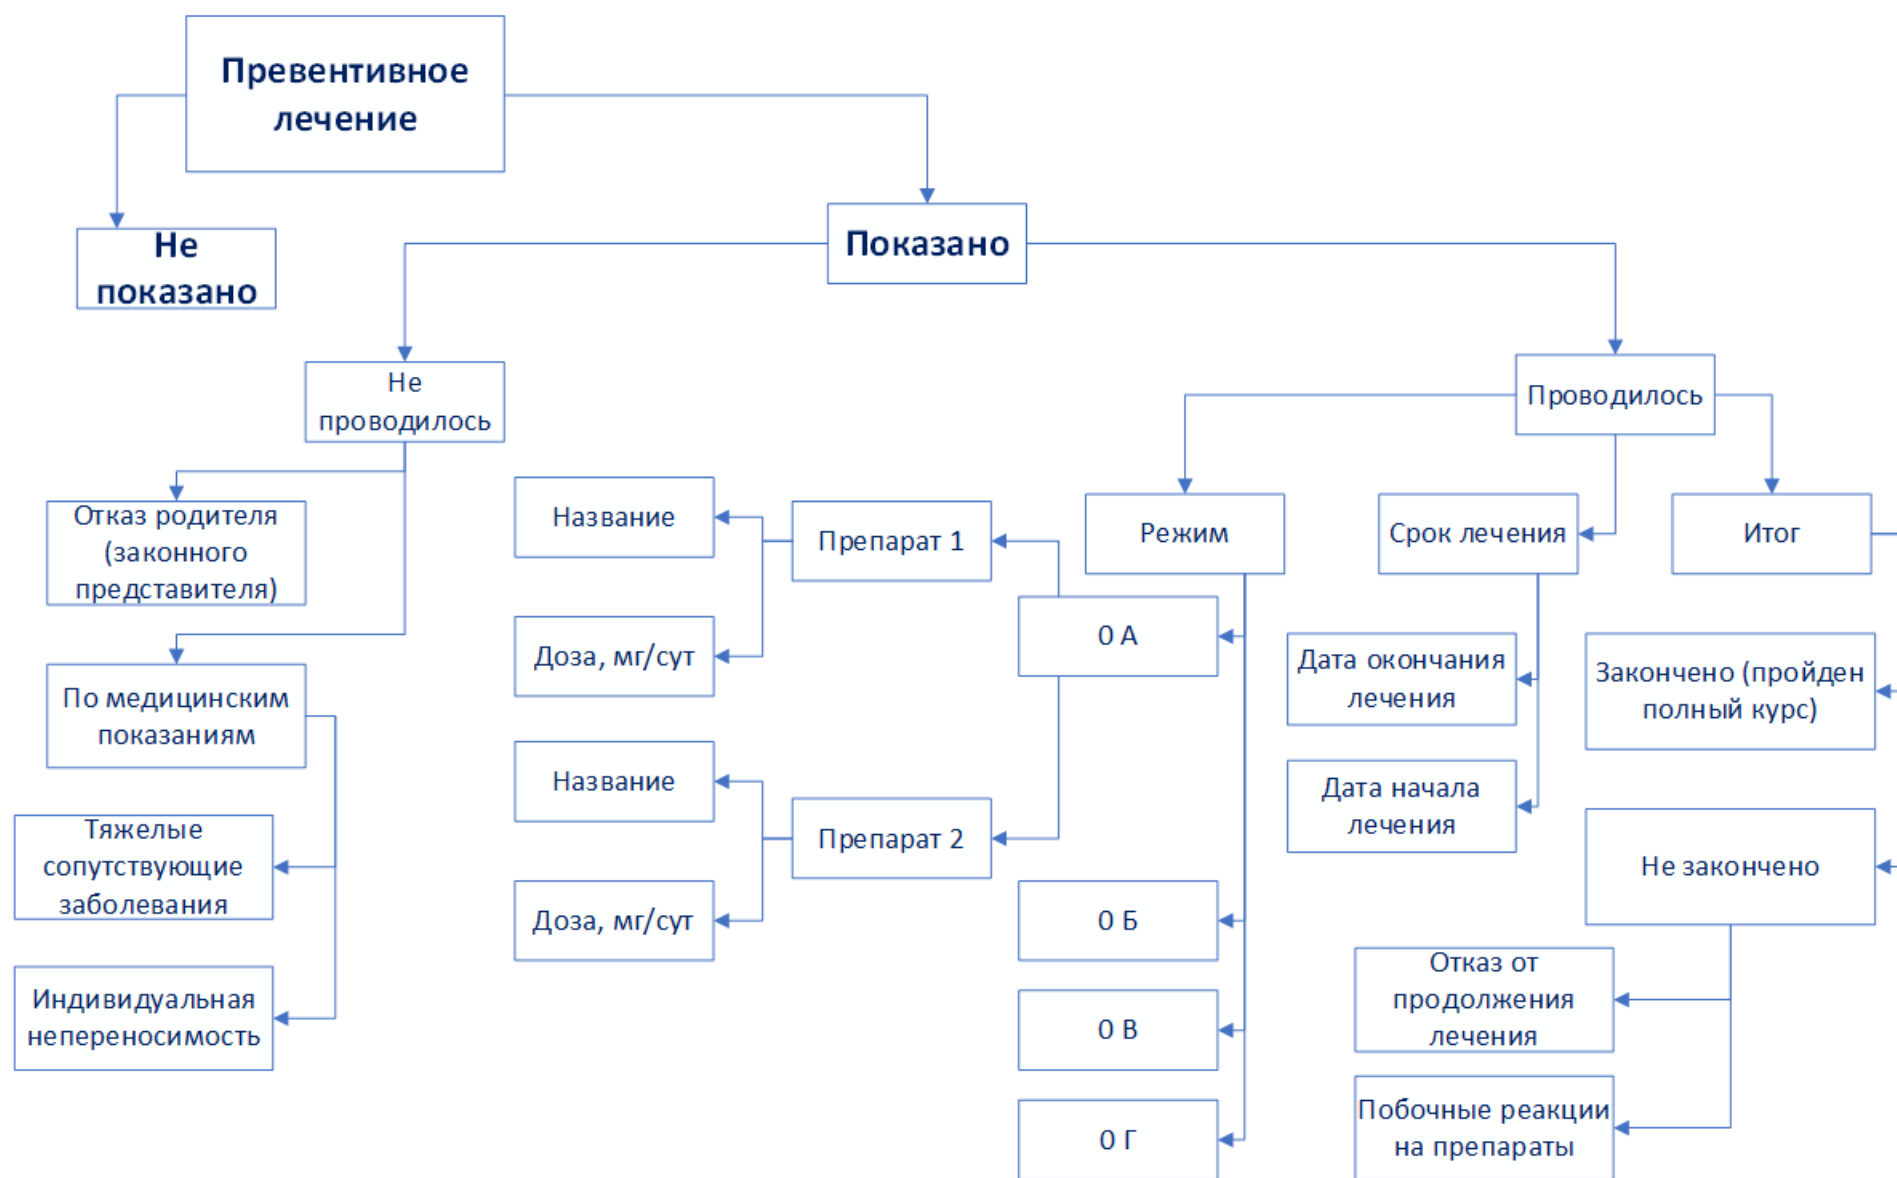 Превентивное
лечение
Не
показано
Показано
Не
проводилось
Проводилось
Отказ родителя
(законного
представителя)
По медицинским
показаниям
Тяжелые
сопутствующие
заболевания
Индивидуальная
непереносимость
Название
Доза, мг/сут
Препарат 1
Название
Доза, мг/сут
Препарат 2
Режим
0 А
0 Б
0 В
0 Г
Срок лечения
Дата окончания
лечения
Дата начала
лечения
Итог
Закончено (пройден
полный курс)
Не закончено
Отказ от
продолжения
лечения
Побочные реакции
на препараты